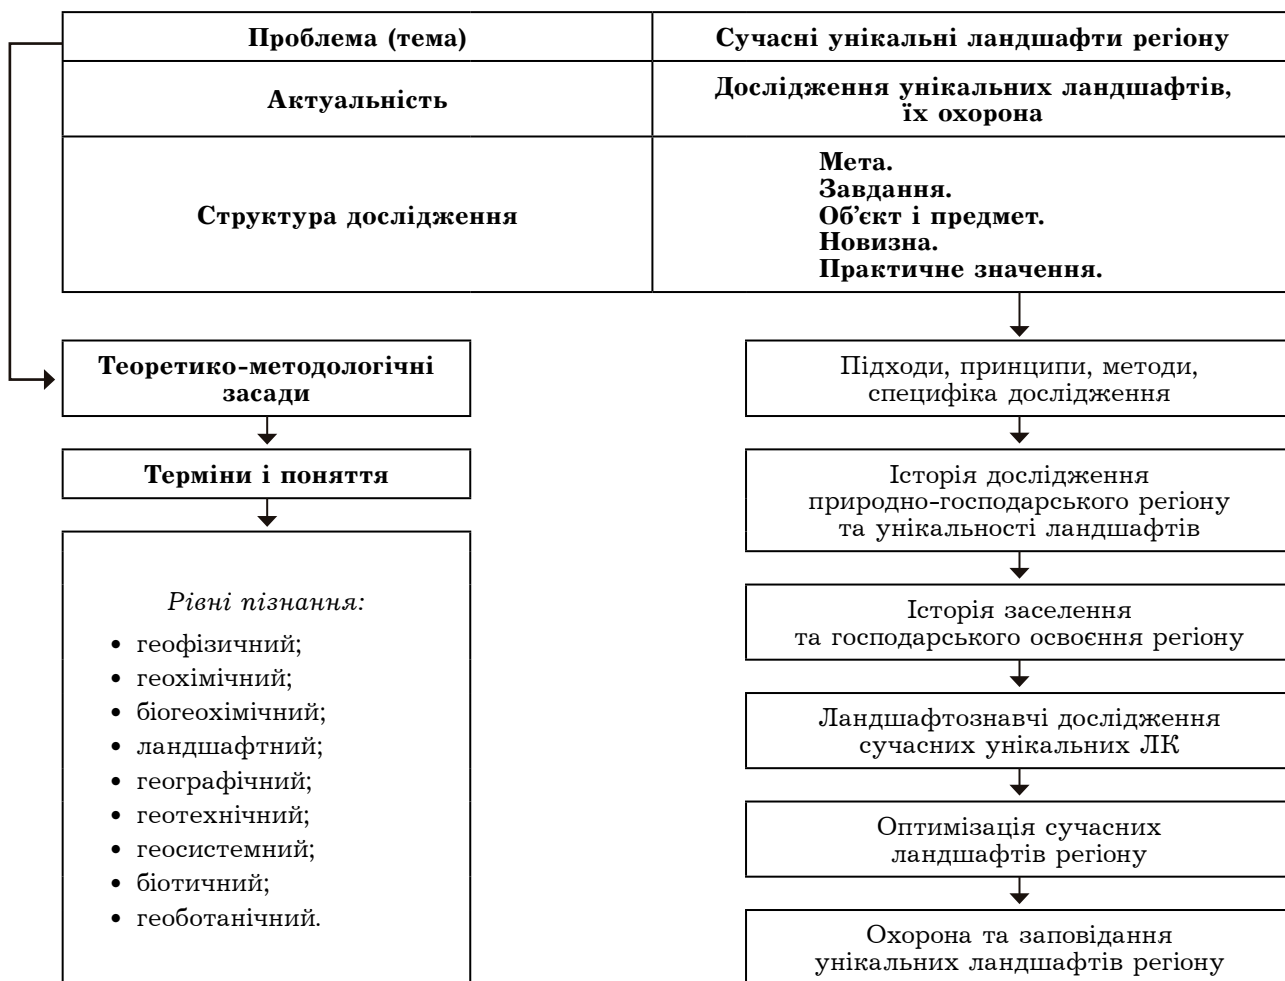 Проблема (тема)
Сучасні унікальні ландшафти регіону
Актуальність
Дослідження унікальних ландшафтів,
їх охорона
Структура дослідження
Мета.
Завдання.
Об’єкт і предмет.
Новизна.
Практичне значення.
Теоретико-методологічні
засади
Терміни і поняття
Рівні пізнання:
• геофізичний;
• геохімічний;
• біогеохімічний;
• ландшафтний;
• географічний;
• геотехнічний;
• геосистемний;
• біотичний;
• геоботанічний.
Підходи, принципи, методи,
специфіка дослідження
Історія дослідження
природно-господарського регіону
та унікальності ландшафтів
Історія заселення
та господарського освоєння регіону
Ландшафтознавчі дослідження
сучасних унікальних ЛК
Оптимізація сучасних
ландшафтів регіону
Охорона та заповідання
унікальних ландшафтів регіону